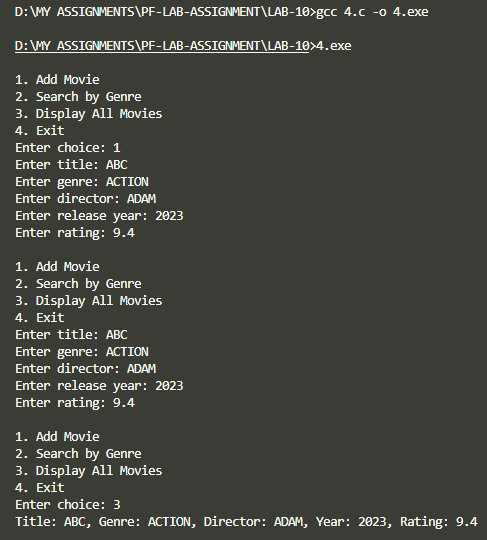 D:\MY ASSIGNMENTS\PF-LAB-ASSIGNMENT\LAB-10>gcc 4.c -o 4.exe
D:\MY ASSIGNMENTS\PF-LAB-ASSIGNMENT\LAB-10>4.exe
1. Add Movie
2. Search by Genre
3. Display All Movies
4. Exit
Enter choice: 1
Enter title: ABC
Enter genre: ACTION
Enter director: ADAM
Enter release year: 2023
Enter rating: 9.4
1. Add Movie
2. Search by Genre
3. Display All Movies
4. Exit
Enter title: ABC
Enter genre: ACTION
Enter director: ADAM
Enter release year: 2023
Enter rating: 9.4
1. Add Movie
2. Search by Genre
3. Display All Movies
4. Exit
Enter choice: 3
Title: ABC, Genre: ACTION, Director: ADAM, Year: 2023, Rating: 9.4